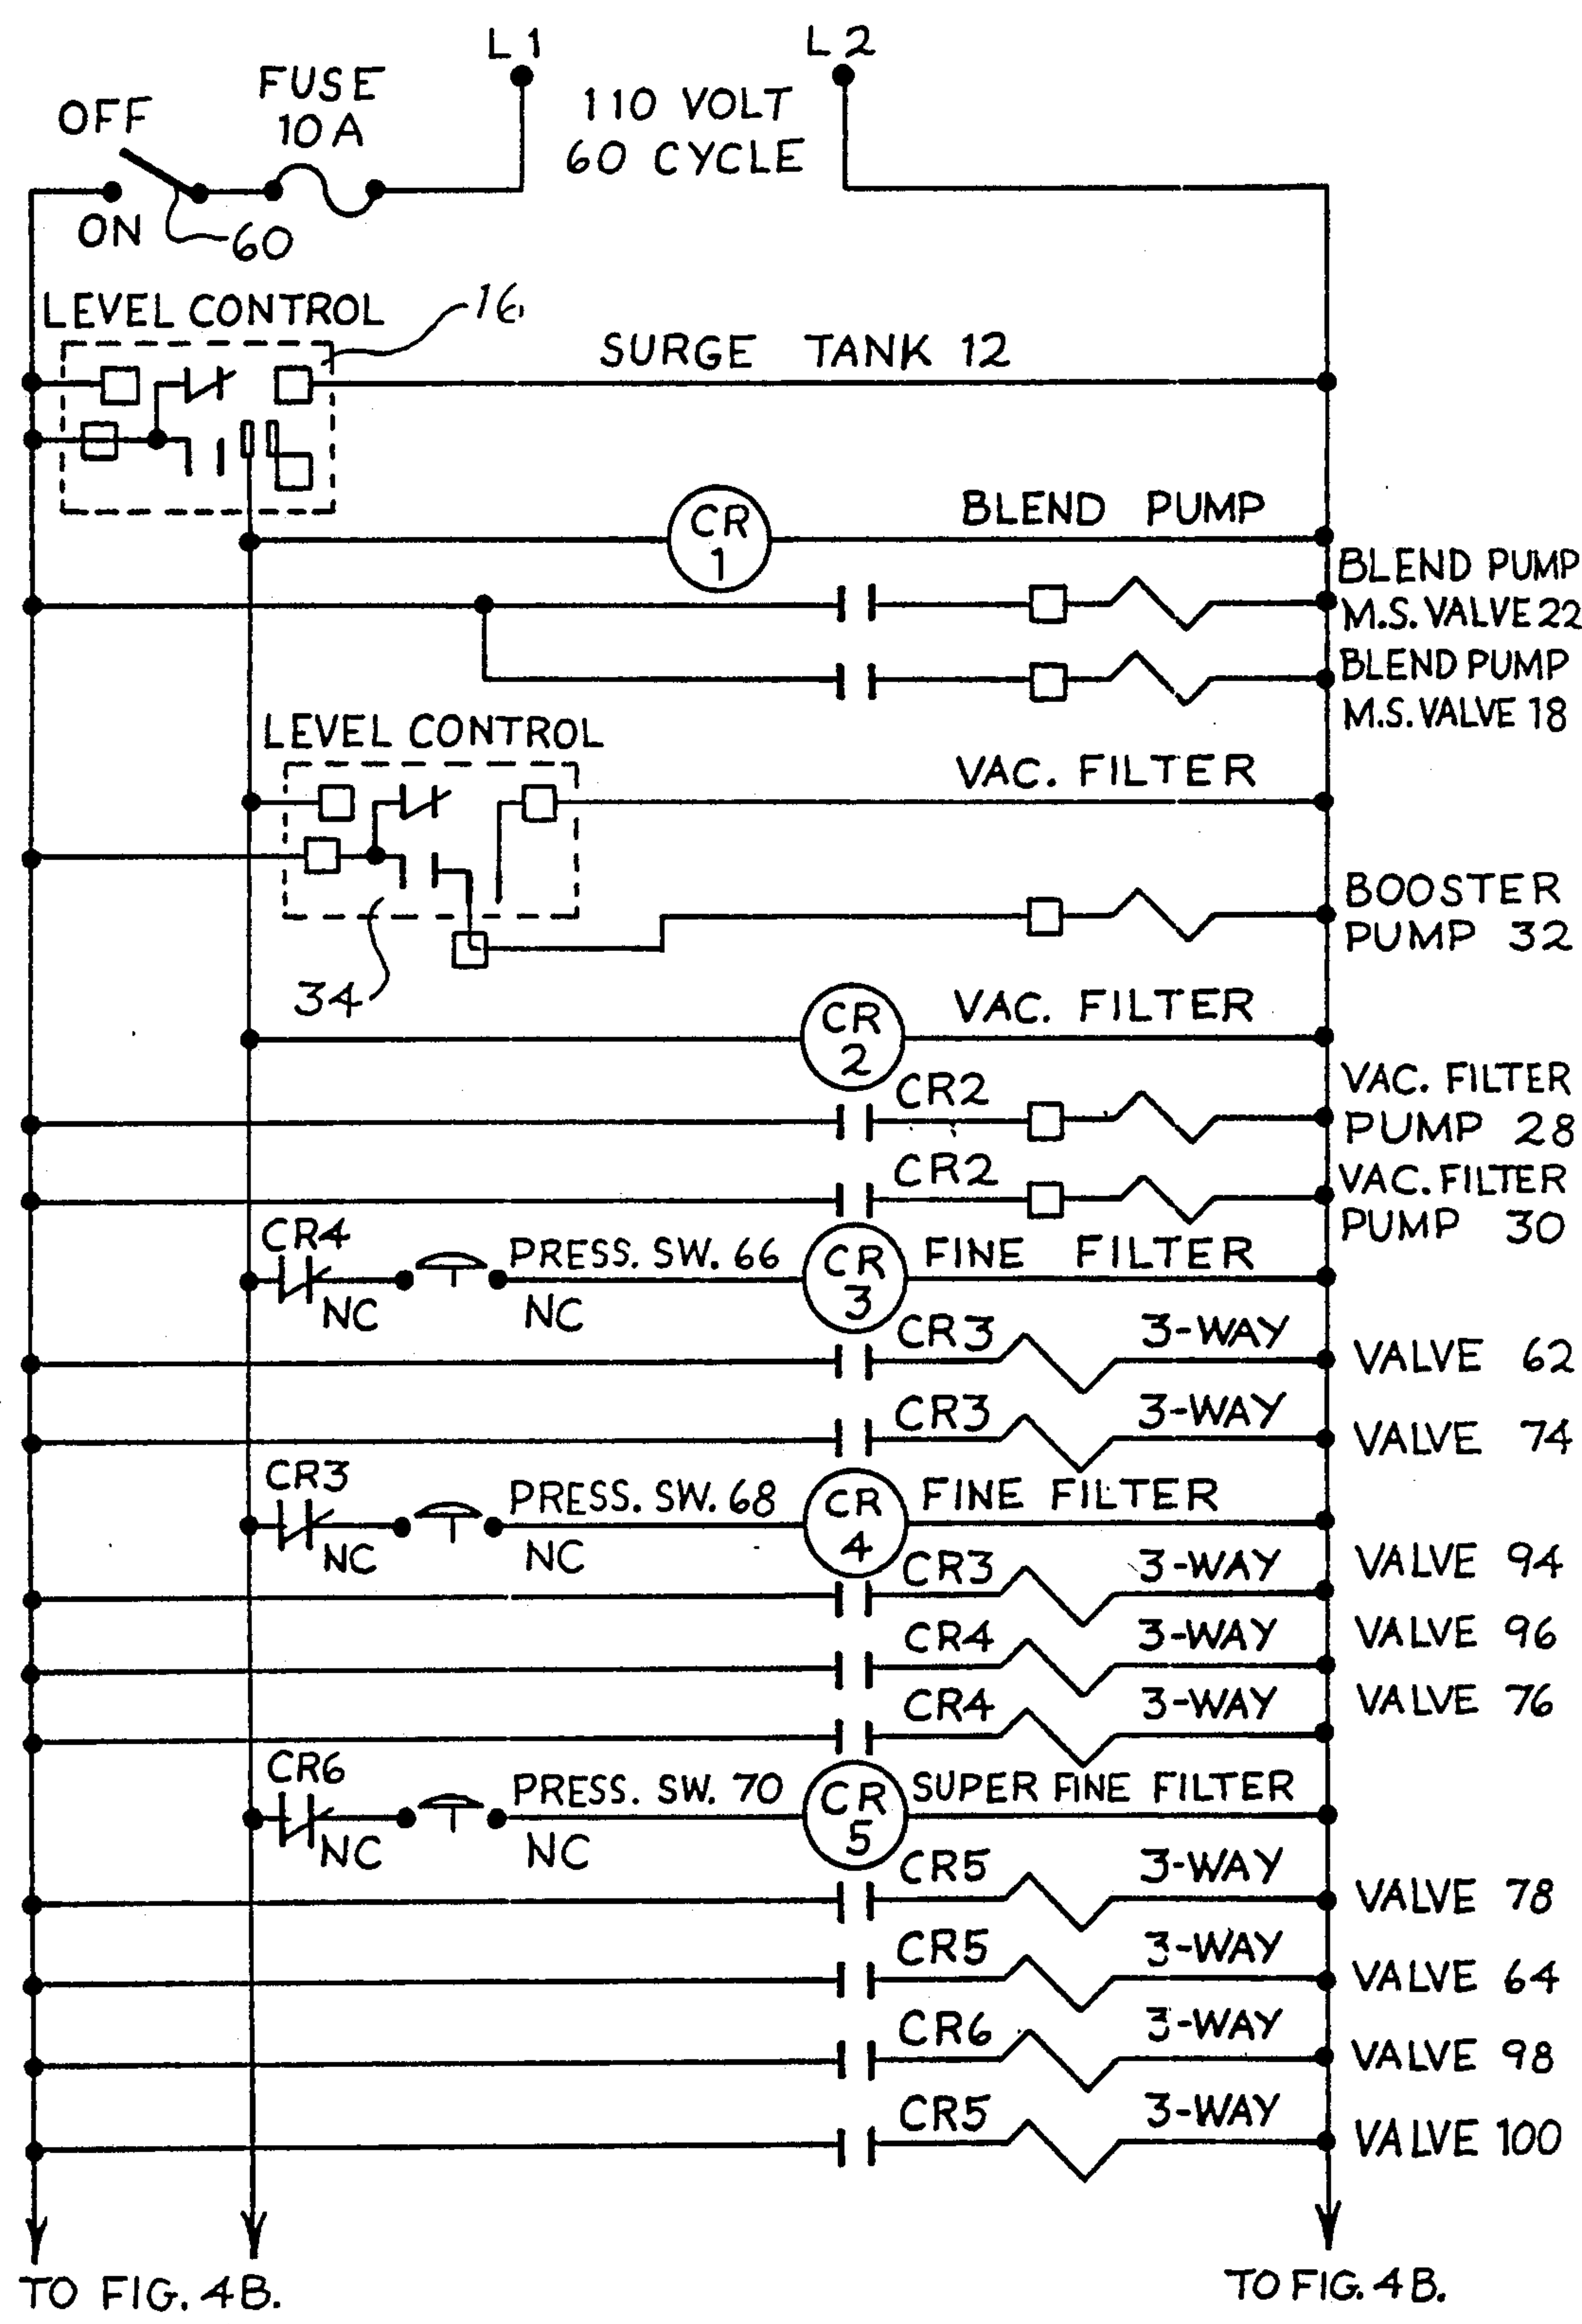 L1
L2
FUSE
10A
110 VOLT
60 CYCLE
OFF
ON
60
LEVEL CONTROL
16
SURGE TANK 12
CR
1
BLEND PUMP
BLEND PUMP
M.S. VALVE 22
BLEND PUMP
M.S. VALVE 18
LEVEL CONTROL
VAC. FILTER
BOOSTER
PUMP 32
34
CR
2
VAC. FILTER
CR2
VAC. FILTER
PUMP 28
CR2
VAC. FILTER
PUMP 30
CR4
NC
PRESS. SW. 66
NC
CR
3
FINE FILTER
CR3
3-WAY
VALVE 62
CR3
3-WAY
VALVE 74
CR3
NC
PRESS. SW. 68
NC
CR
4
FINE FILTER
CR3
3-WAY
VALVE 94
CR4
3-WAY
VALVE 96
CR4
3-WAY
VALVE 76
CR6
NC
PRESS. SW. 70
NC
CR
5
SUPER FINE FILTER
CR5
3-WAY
VALVE 78
CR5
3-WAY
VALVE 64
CR6
3-WAY
VALVE 98
CR5
3-WAY
VALVE 100
TO FIG. 4B.
TO FIG. 4B.